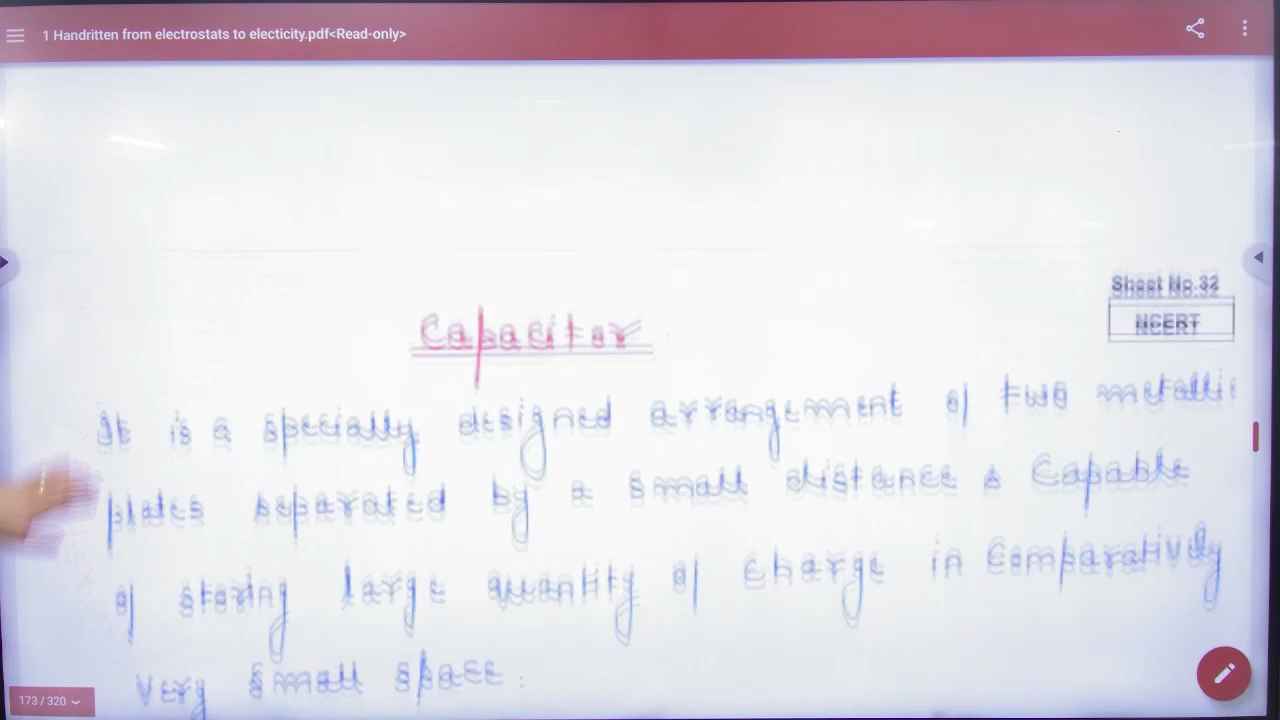 1 Handritten from electrostats to electicity.pdf<Read-only>
Sheet No.32
NCERT
Capacitor
It is a specially designed arrangement of two metallic
plates separated by a small distance & Capable
of storing large quantity of charge in Comparatively
very small space.
173 / 320